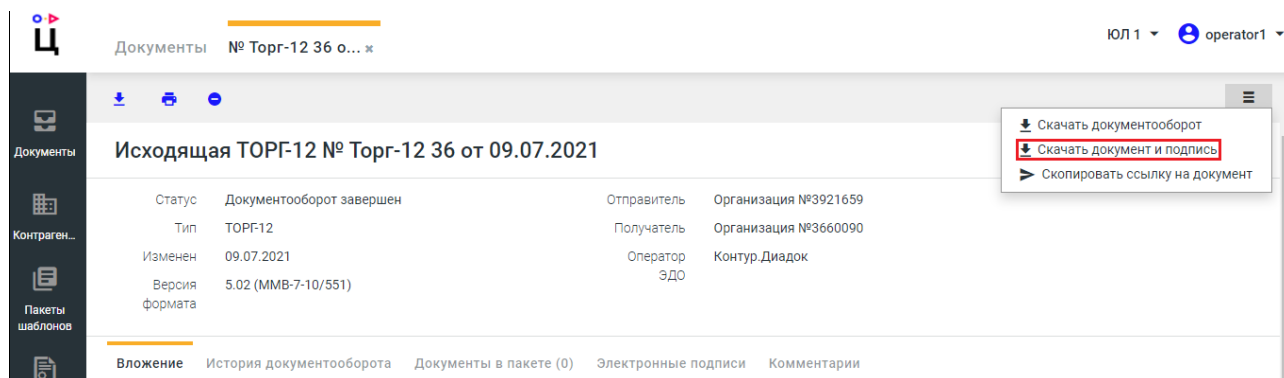 Ц
Документы № Торг-12 36 о... × ЮЛ 1 operator1
Документы
Контраген...
Пакеты
шаблонов
Скачать документооборот
Скачать документ и подпись
Скопировать ссылку на документ
Исходящая ТОРГ-12 № Торг-12 36 от 09.07.2021
Статус Документооборот завершен
Тип ТОРГ-12
Изменен 09.07.2021
Версия формата 5.02 (ММВ-7-10/551)
Отправитель Организация №3921659
Получатель Организация №3660090
Оператор ЭДО Контур.Диадок
Вложение История документооборота Документы в пакете (0) Электронные подписи Комментарии